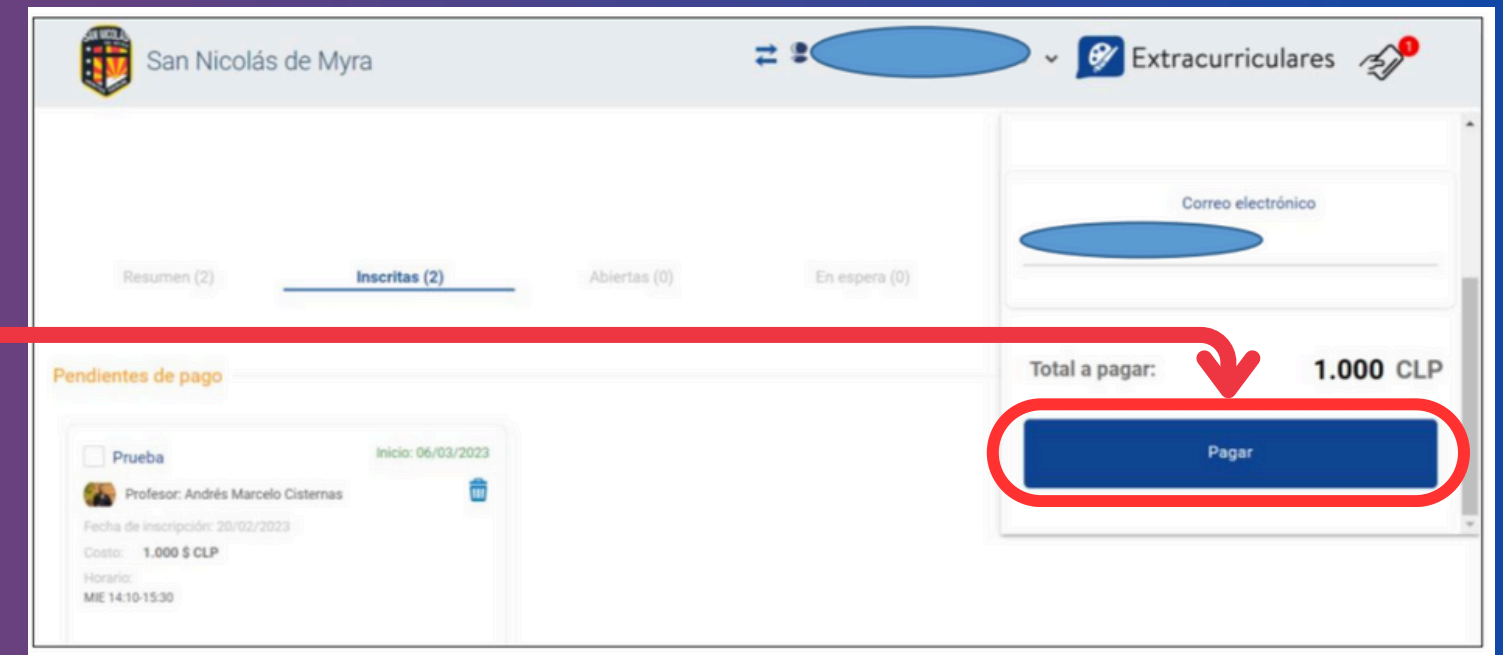 San Nicolás de Myra
Extracurriculares
1
Correo electrónico
Resumen (2)
Inscritas (2)
Abiertas (0)
En espera (0)
Total a pagar: 1.000 CLP
Pagar
Pendientes de pago
Prueba
Inicio: 06/03/2023
Profesor: Andrés Marcelo Cisternas
Fecha de inscripción: 20/02/2023
Costo: 1.000 $ CLP
Horario:
MIE 14:10-15:30